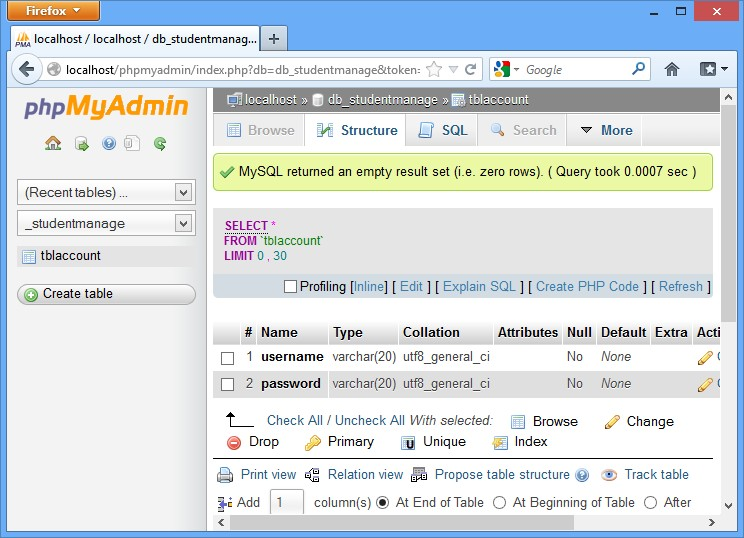 Firefox
localhost / localhost / db_studentmanag...
localhost/phpmyadmin/index.php?db=db_studentmanage&token=
Google
phpMyAdmin
(Recent tables) ...
_studentmanage
tblaccount
Create table
localhost » db_studentmanage » tblaccount
Browse Structure SQL Search More
MySQL returned an empty result set (i.e. zero rows). ( Query took 0.0007 sec )
SELECT *
FROM `tblaccount`
LIMIT 0 , 30
Profiling [Inline] [ Edit ] [ Explain SQL ] [ Create PHP Code ] [ Refresh ]
# Name Type Collation Attributes Null Default Extra Acti
1 username varchar(20) utf8_general_ci No None
2 password varchar(20) utf8_general_ci No None
Check All / Uncheck All With selected: Browse Change
Drop Primary Unique Index
Print view Relation view Propose table structure Track table
Add 1 column(s) At End of Table At Beginning of Table After